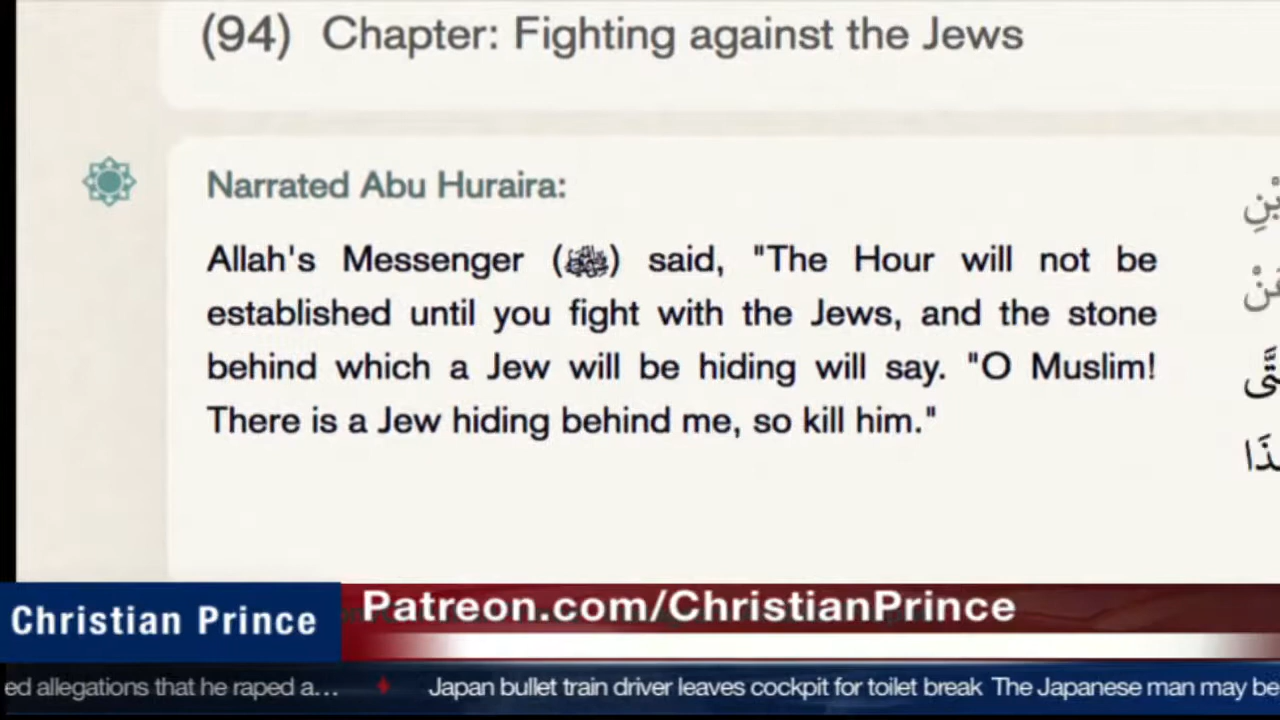 (94) Chapter: Fighting against the Jews
Narrated Abu Huraira:
Allah's Messenger (ﷺ) said, "The Hour will not be
established until you fight with the Jews, and the stone
behind which a Jew will be hiding will say. "O Muslim!
There is a Jew hiding behind me, so kill him."
Christian Prince
Patreon.com/ChristianPrince
ed allegations that he raped a… Japan bullet train driver leaves cockpit for toilet break The Japanese man may be